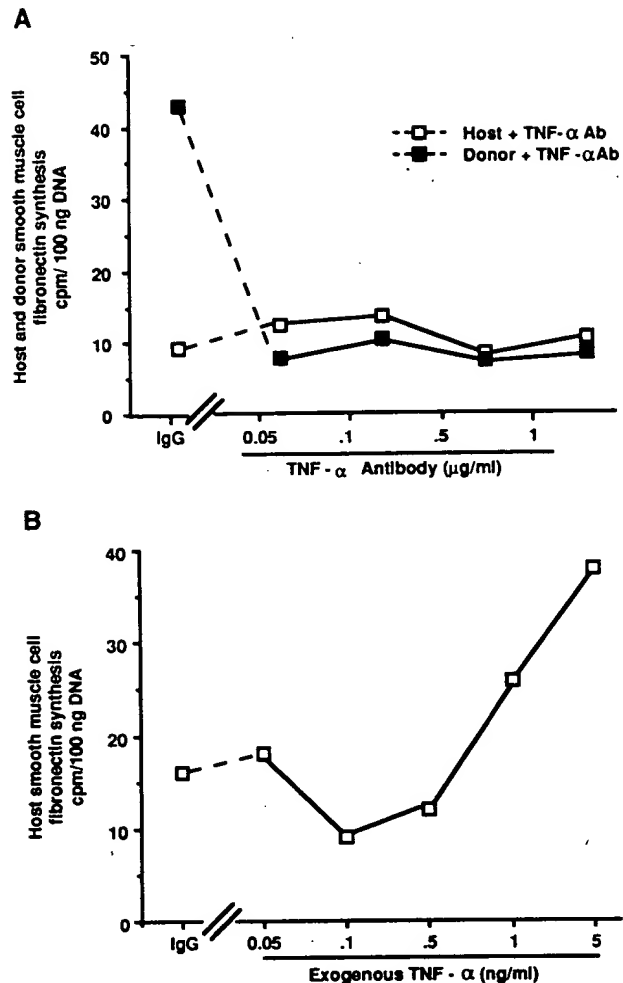 A
Host and donor smooth muscle cell
fibronectin synthesis
cpm/ 100 ng DNA
50
40
30
20
10
0
Host + TNF- α Ab
Donor + TNF -αAb
IgG
0.05
.1
.5
1
TNF - α Antibody (μg/ml)
B
Host smooth muscle cell
fibronectin synthesis
cpm/100 ng DNA
40
30
20
10
0
IgG
0.05
.1
.5
1
5
Exogenous TNF - α (ng/ml)